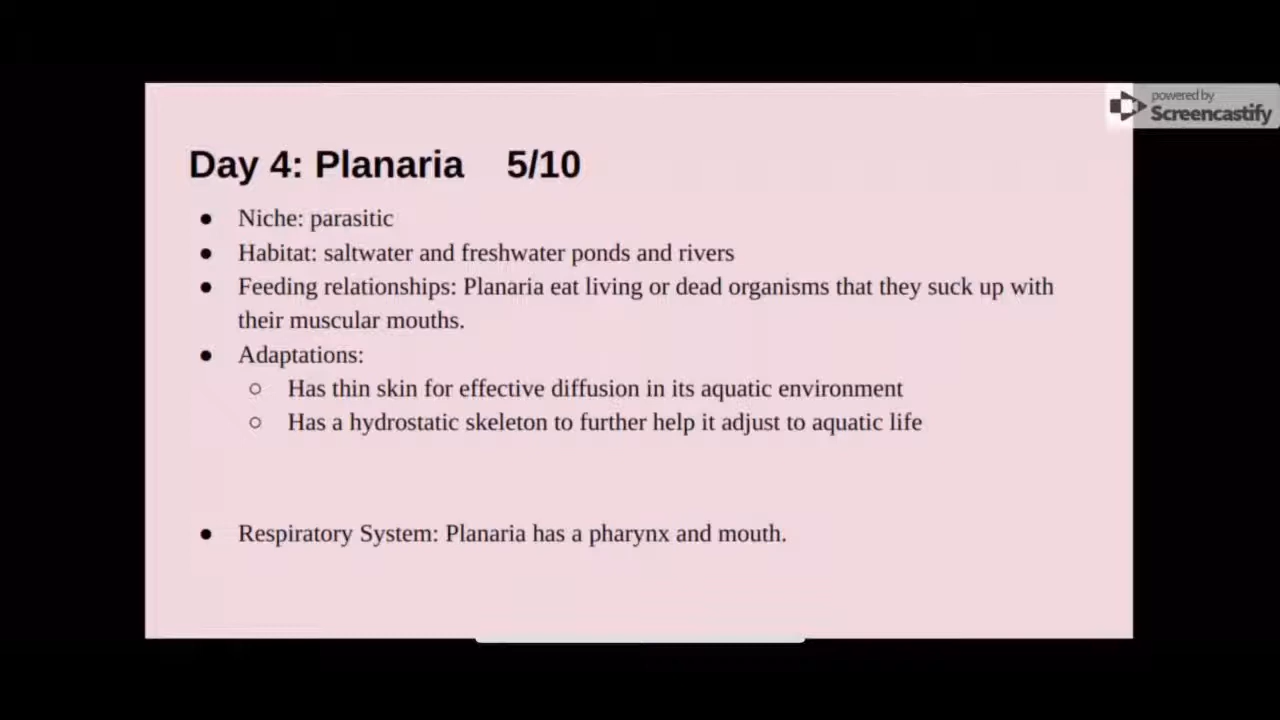 powered by
Screencastify
Day 4: Planaria 5/10
● Niche: parasitic
● Habitat: saltwater and freshwater ponds and rivers
● Feeding relationships: Planaria eat living or dead organisms that they suck up with
their muscular mouths.
● Adaptations:
○ Has thin skin for effective diffusion in its aquatic environment
○ Has a hydrostatic skeleton to further help it adjust to aquatic life
● Respiratory System: Planaria has a pharynx and mouth.